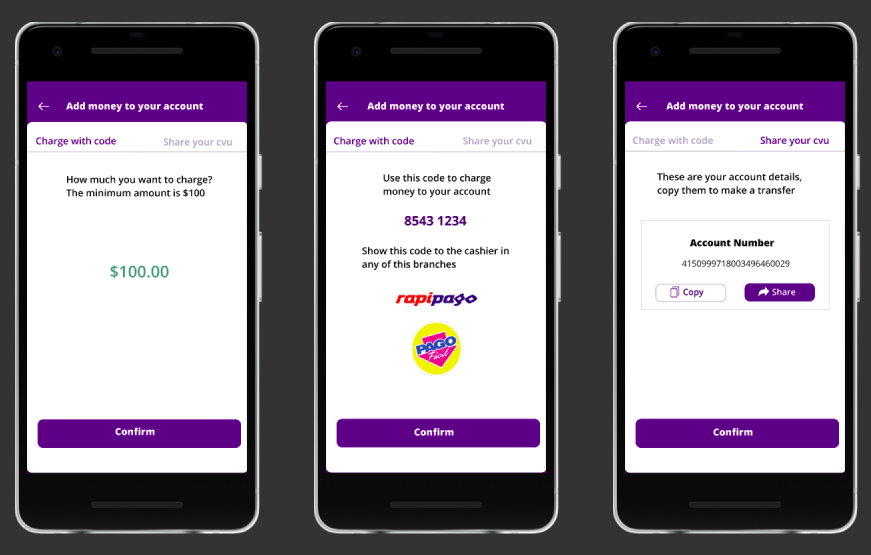 Add money to your account
Charge with code
Share your cvu
How much you want to charge?
The minimum amount is $100
$100.00
Confirm
Add money to your account
Charge with code
Share your cvu
Use this code to charge
money to your account
8543 1234
Show this code to the cashier in
any of this branches
rapipago
PAGO
Fácil
Confirm
Add money to your account
Charge with code
Share your cvu
These are your account details,
copy them to make a transfer
Account Number
4150999718003496460029
Copy
Share
Confirm